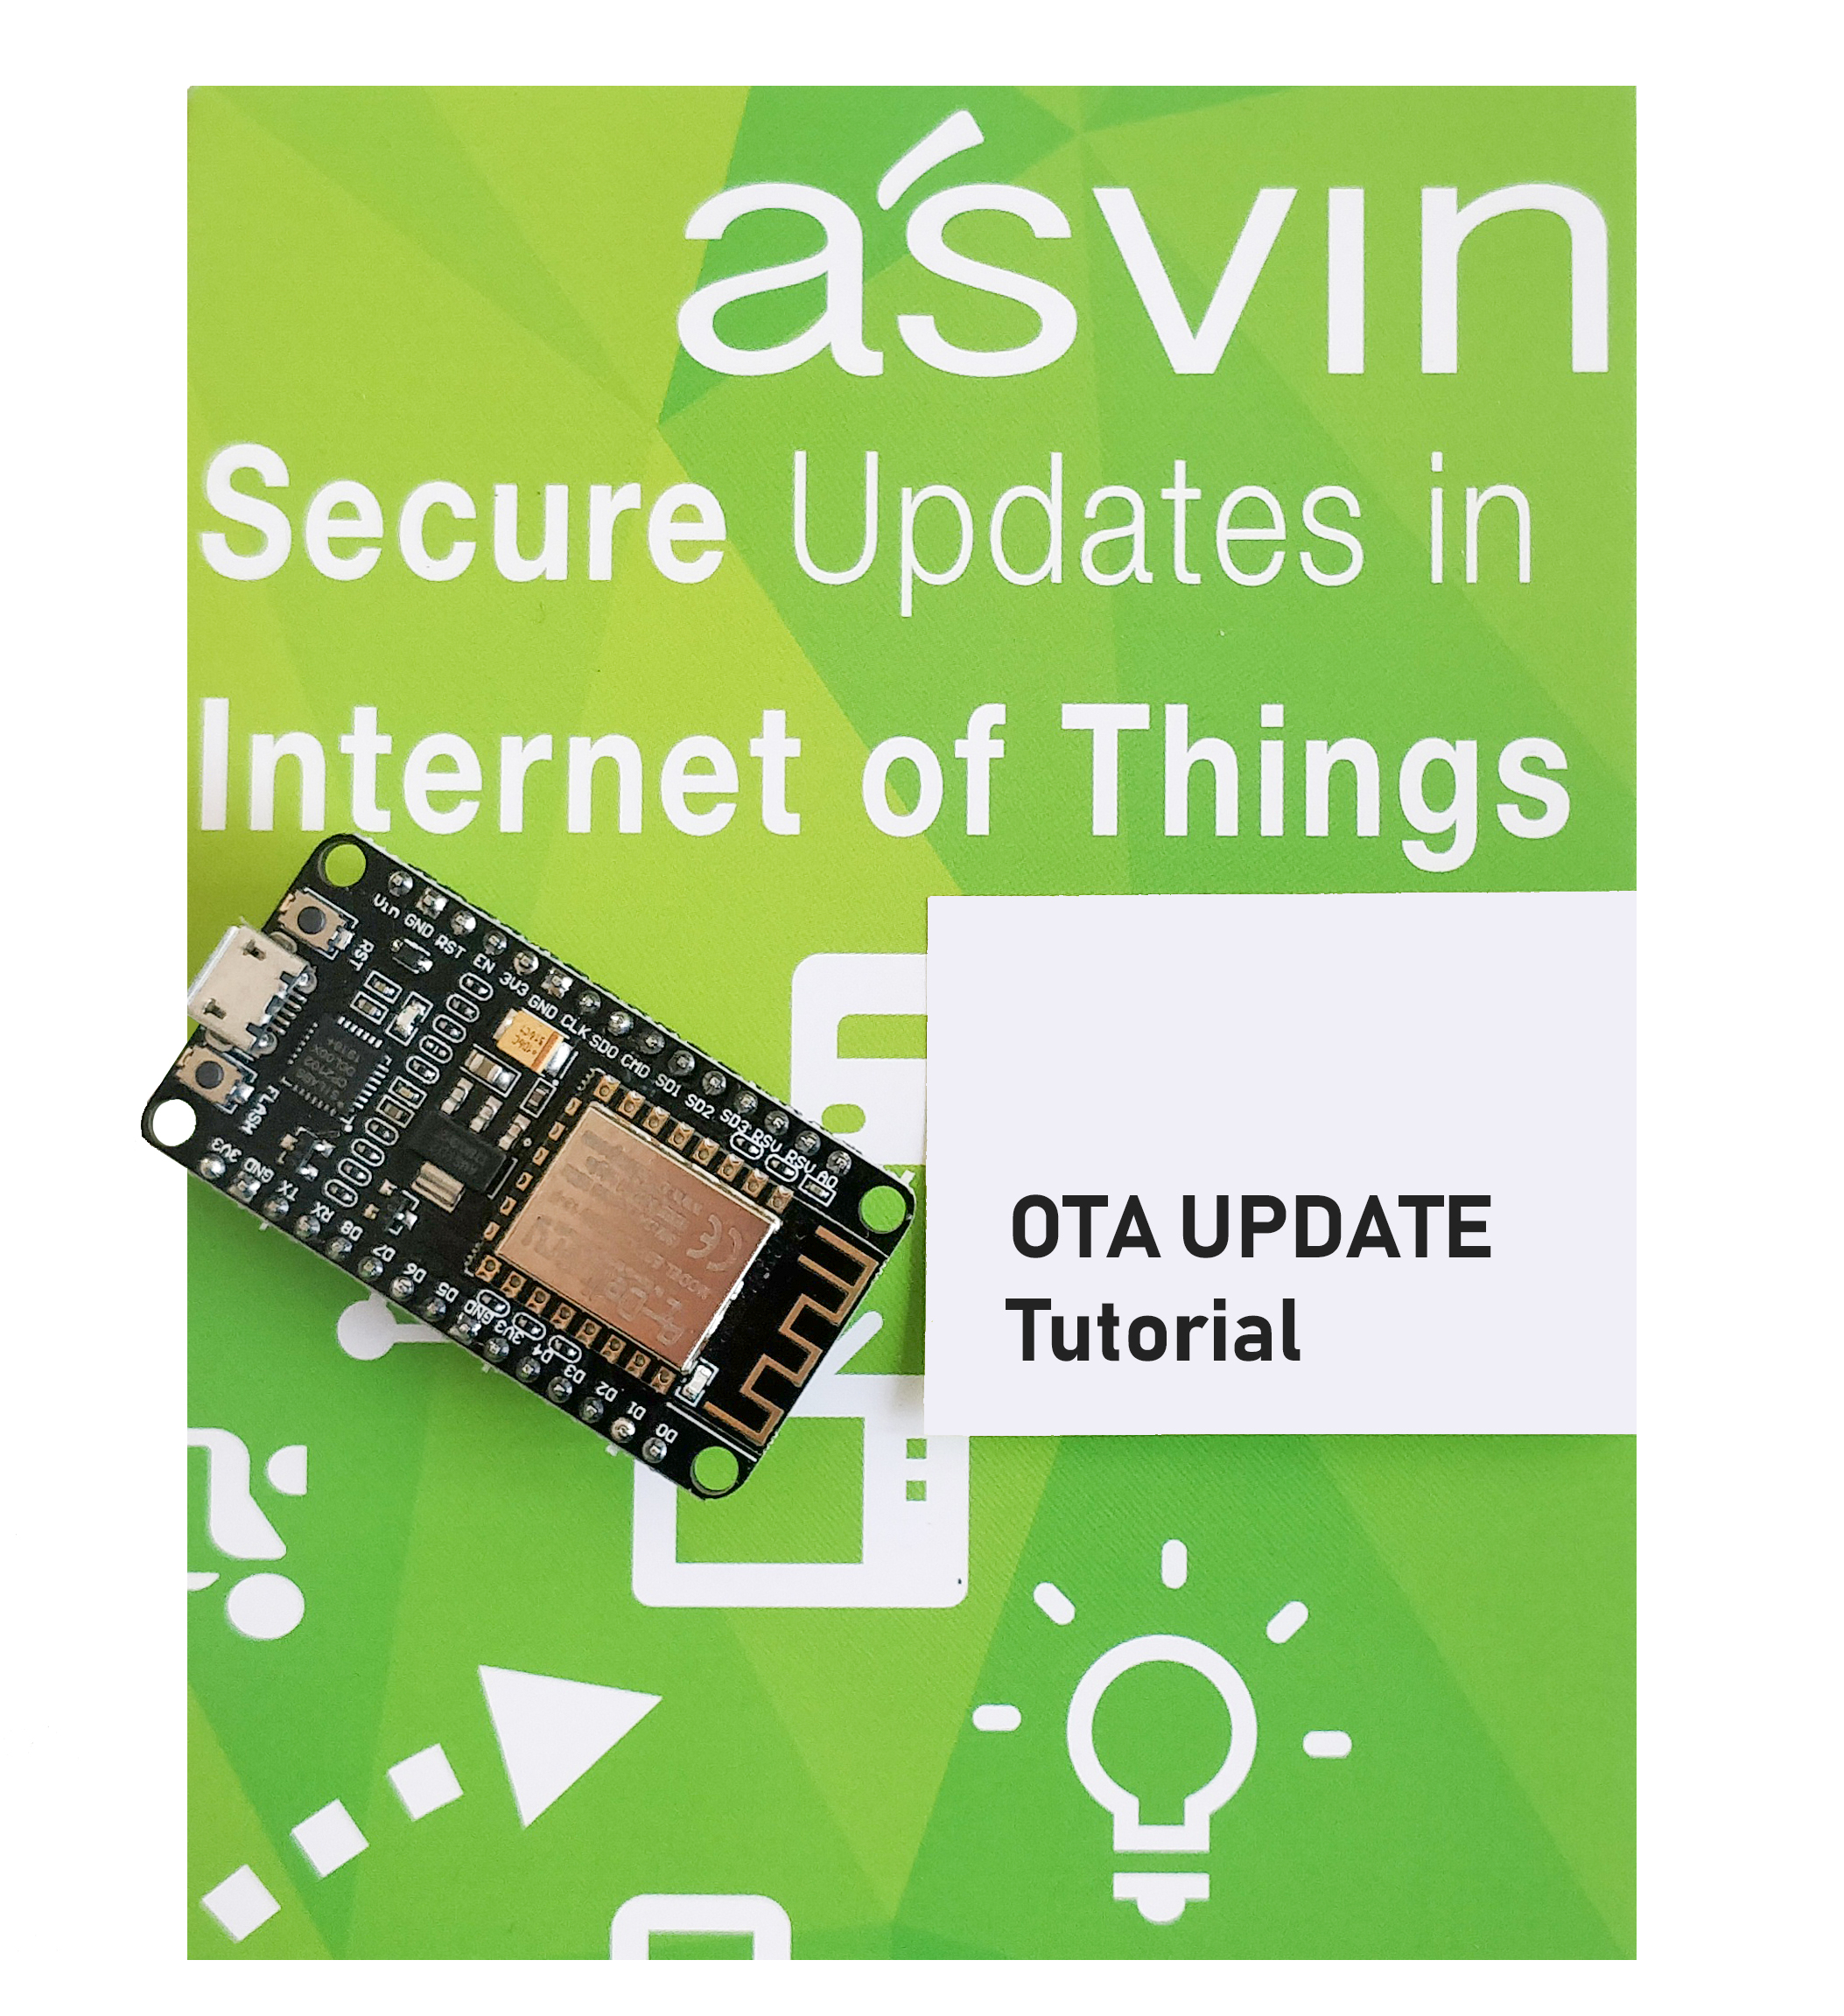 aśvin
Secure Updates in
Internet of Things
Vin GND RST EN 3V3 GND CLK SD0 CMD SD1 SD2 SD3 RSV RSV A0
RST
FLASH
3V3 GND TX RX D8 D7 D6 D5 GND 3V3 D4 D3 D2 D1 D0
CE
OTA UPDATE
Tutorial